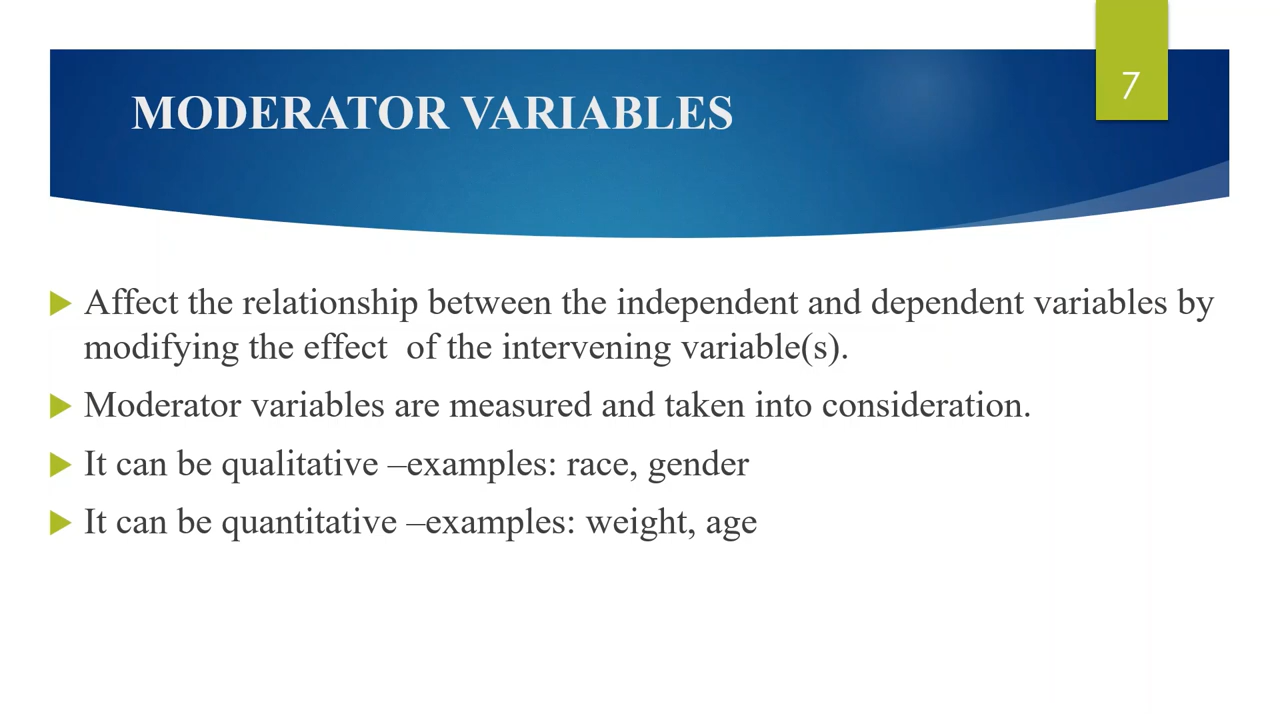 7
MODERATOR VARIABLES
Affect the relationship between the independent and dependent variables by
modifying the effect  of the intervening variable(s).
Moderator variables are measured and taken into consideration.
It can be qualitative –examples: race, gender
It can be quantitative –examples: weight, age